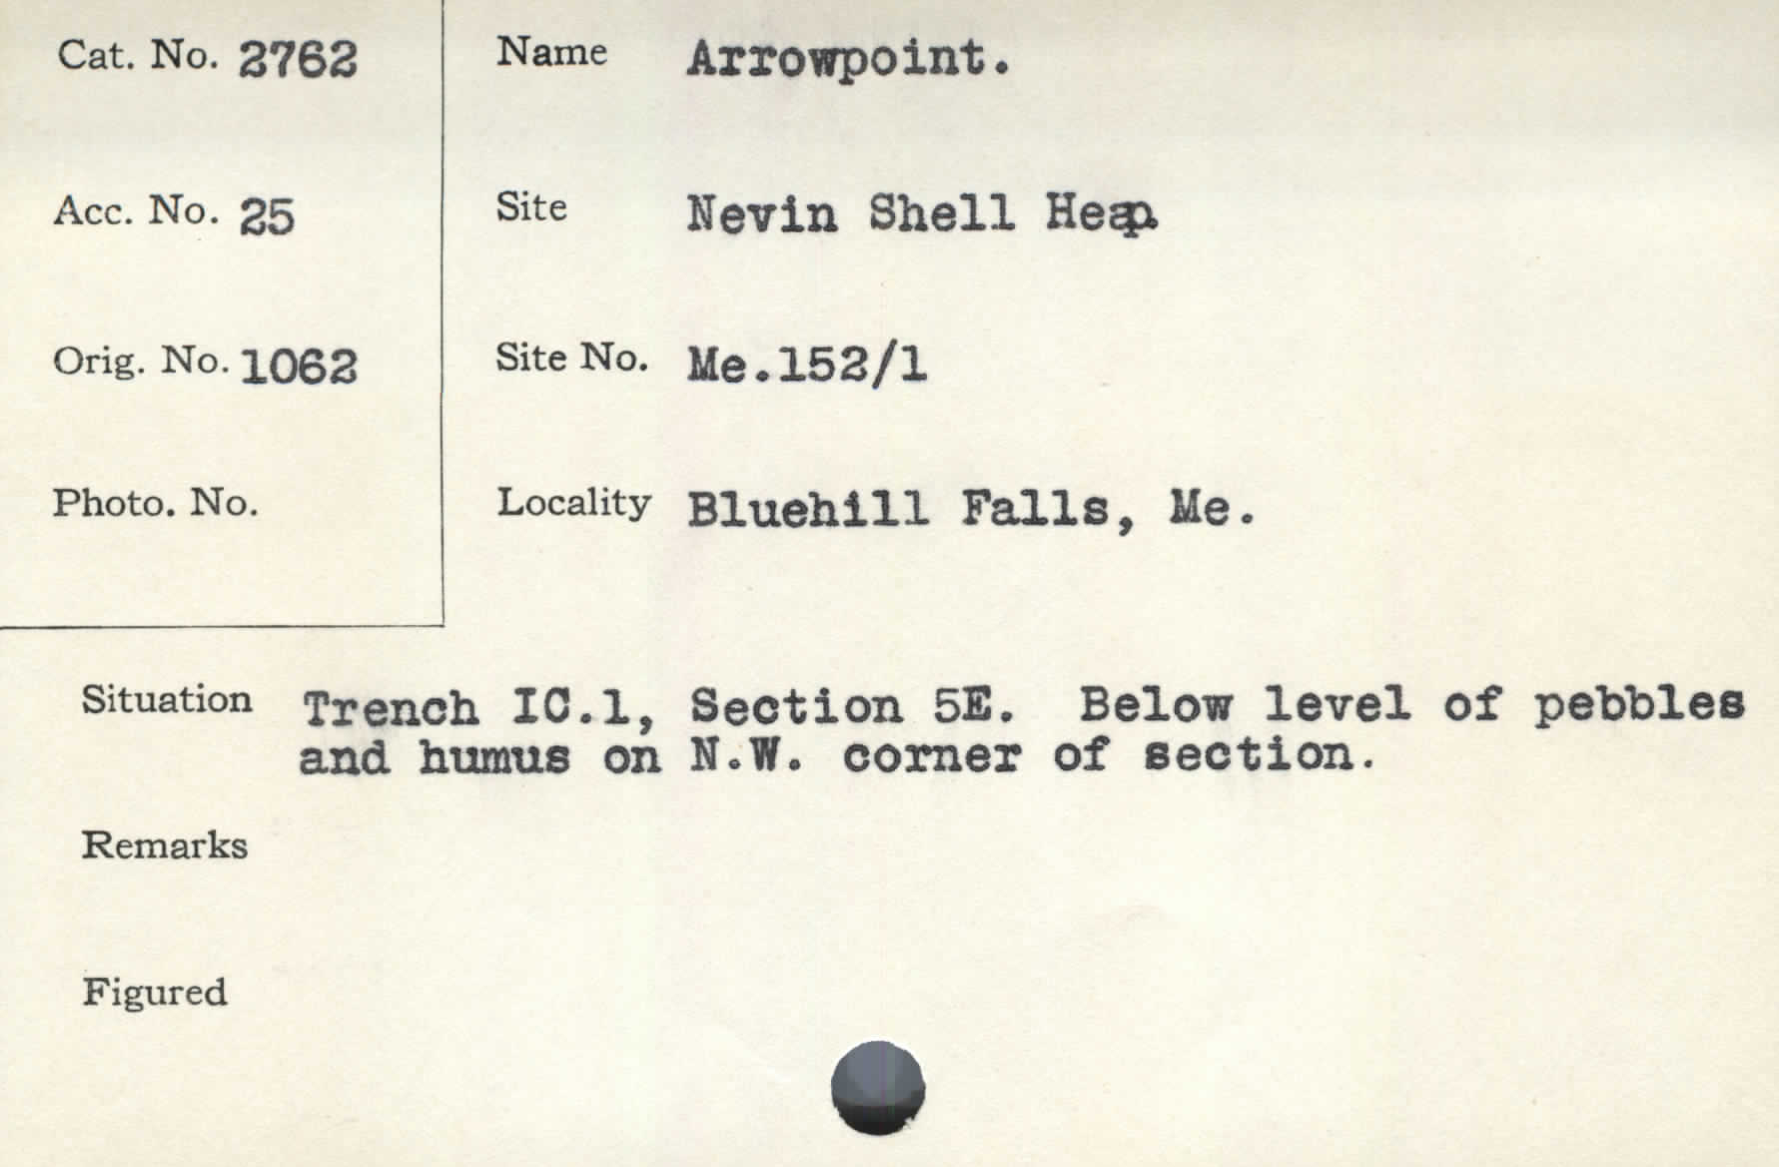 Cat. No. 2762
Name Arrowpoint.
Acc. No. 25
Site Nevin Shell Heap
Orig. No. 1062
Site No. Me.152/1
Photo. No.
Locality Bluehill Falls, Me.
Situation Trench IC.1, Section 5E. Below level of pebbles
and humus on N.W. corner of section.
Remarks
Figured